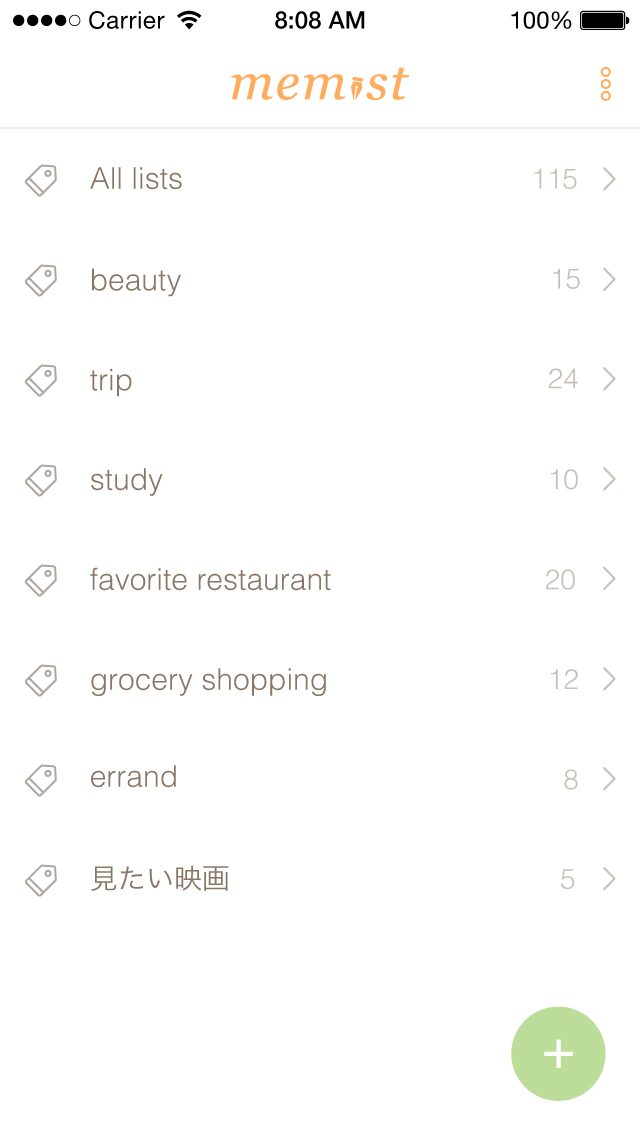 Carrier 8:08 AM 100%
memist
All lists 115
beauty 15
trip 24
study 10
favorite restaurant 20
grocery shopping 12
errand 8
見たい映画 5
+